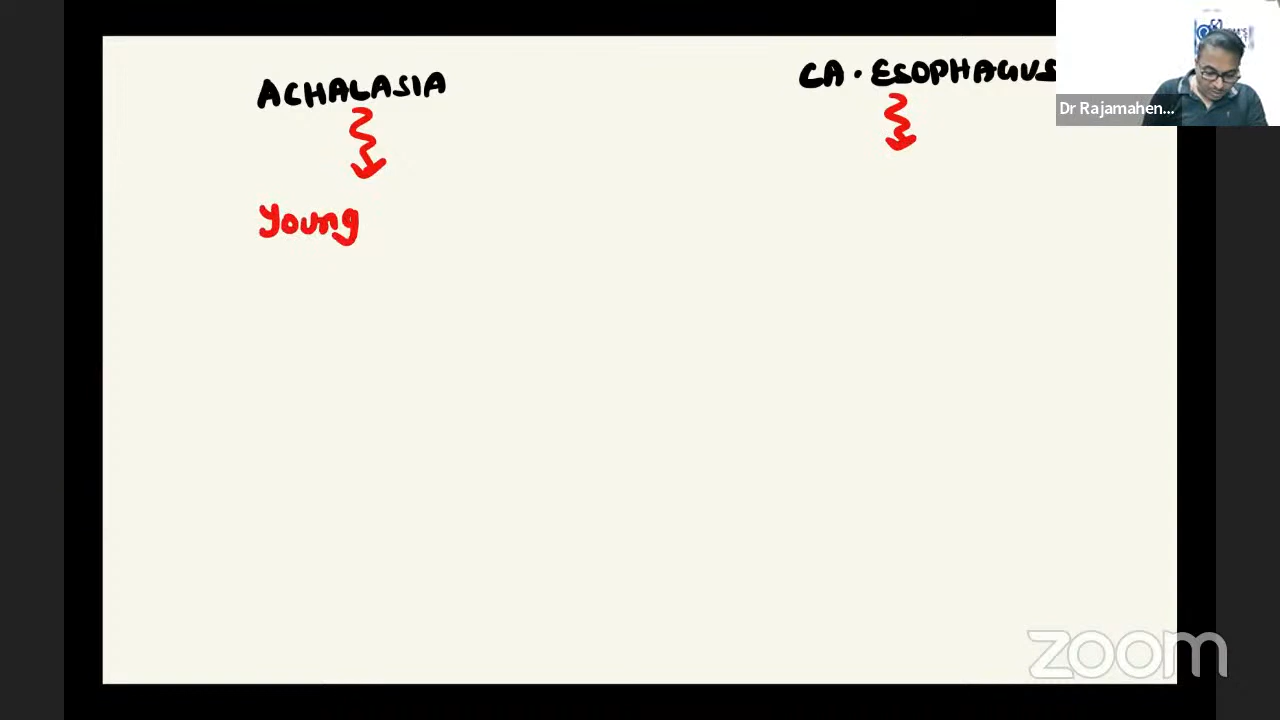 ACHALASIA
CA. ESOPHAGUS
Young
Dr Rajamahen...
zoom